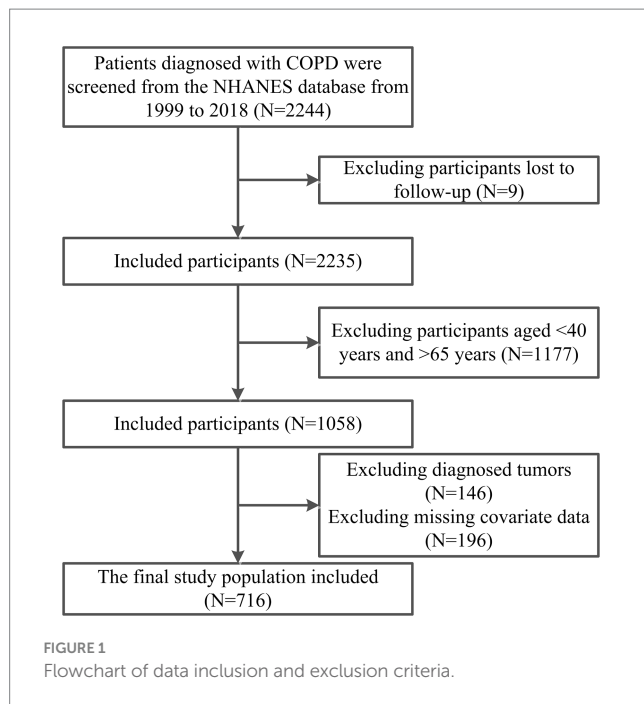 Patients diagnosed with COPD were
screened from the NHANES database from
1999 to 2018 (N=2244)
Excluding participants lost to
follow-up (N=9)
Included participants (N=2235)
Excluding participants aged <40
years and >65 years (N=1177)
Included participants (N=1058)
Excluding diagnosed tumors
(N=146)
Excluding missing covariate data
(N=196)
The final study population included
(N=716)
FIGURE 1
Flowchart of data inclusion and exclusion criteria.